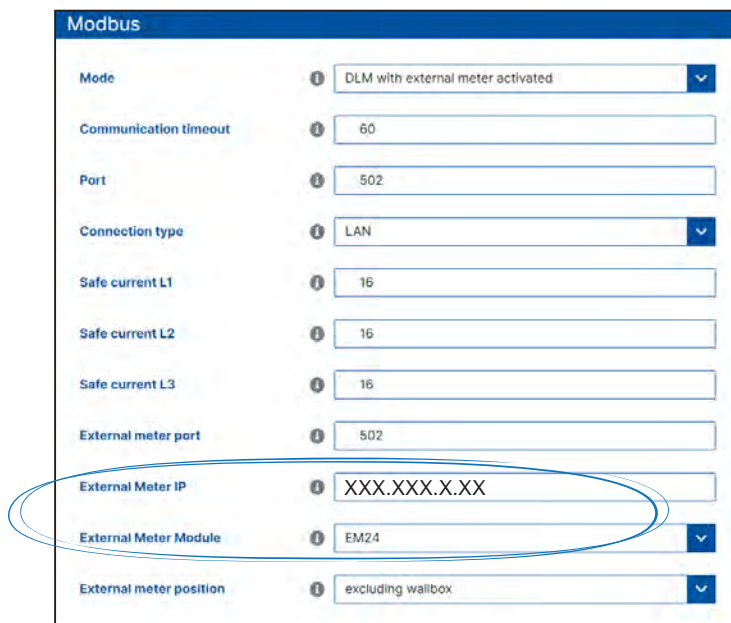 Modbus
Mode DLM with external meter activated
Communication timeout 60
Port 502
Connection type LAN
Safe current L1 16
Safe current L2 16
Safe current L3 16
External meter port 502
External Meter IP XXX.XXX.X.XX
External Meter Module EM24
External meter position excluding wallbox